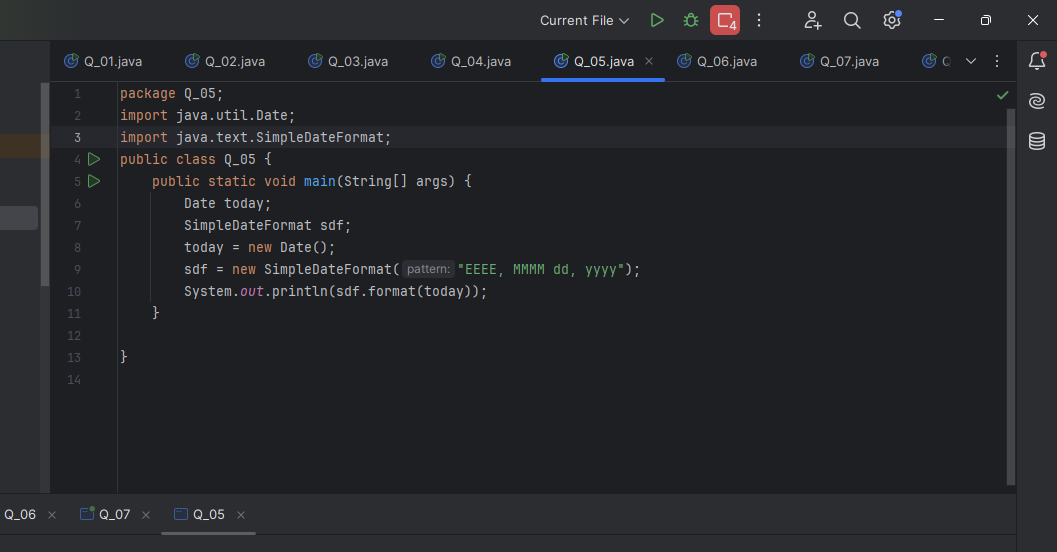 Current File
4
Q_01.java Q_02.java Q_03.java Q_04.java Q_05.java Q_06.java Q_07.java
1 package Q_05;
2 import java.util.Date;
3 import java.text.SimpleDateFormat;
4 public class Q_05 {
5 public static void main(String[] args) {
6 Date today;
7 SimpleDateFormat sdf;
8 today = new Date();
9 sdf = new SimpleDateFormat( pattern: "EEEE, MMMM dd, yyyy");
10 System.out.println(sdf.format(today));
11 }
12
13 }
14
Q_06 Q_07 Q_05